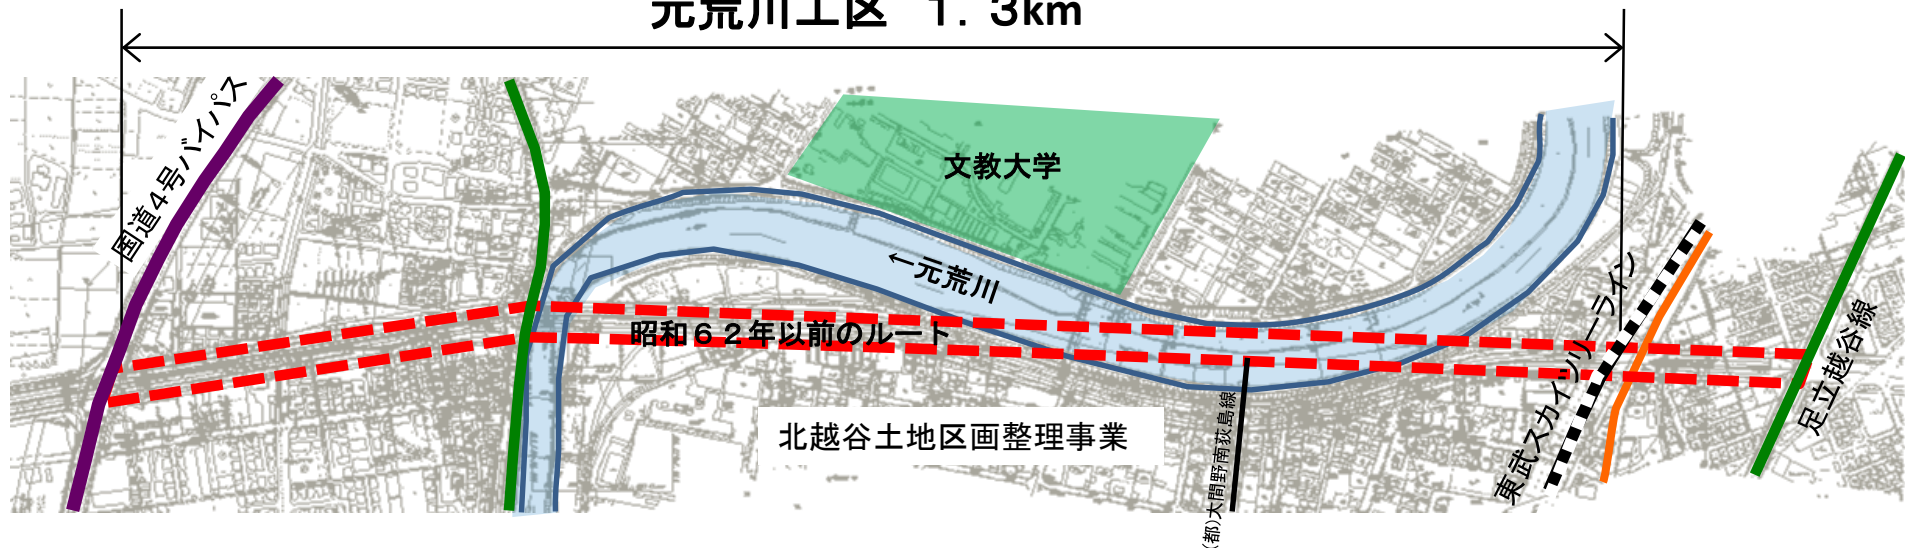 元荒川工区　１．３km
国道4号バイパス
文教大学
←元荒川
昭和６２年以前のルート
北越谷土地区画整理事業
(都)大間野南荻島線
東武スカイツリーライン
足立越谷線